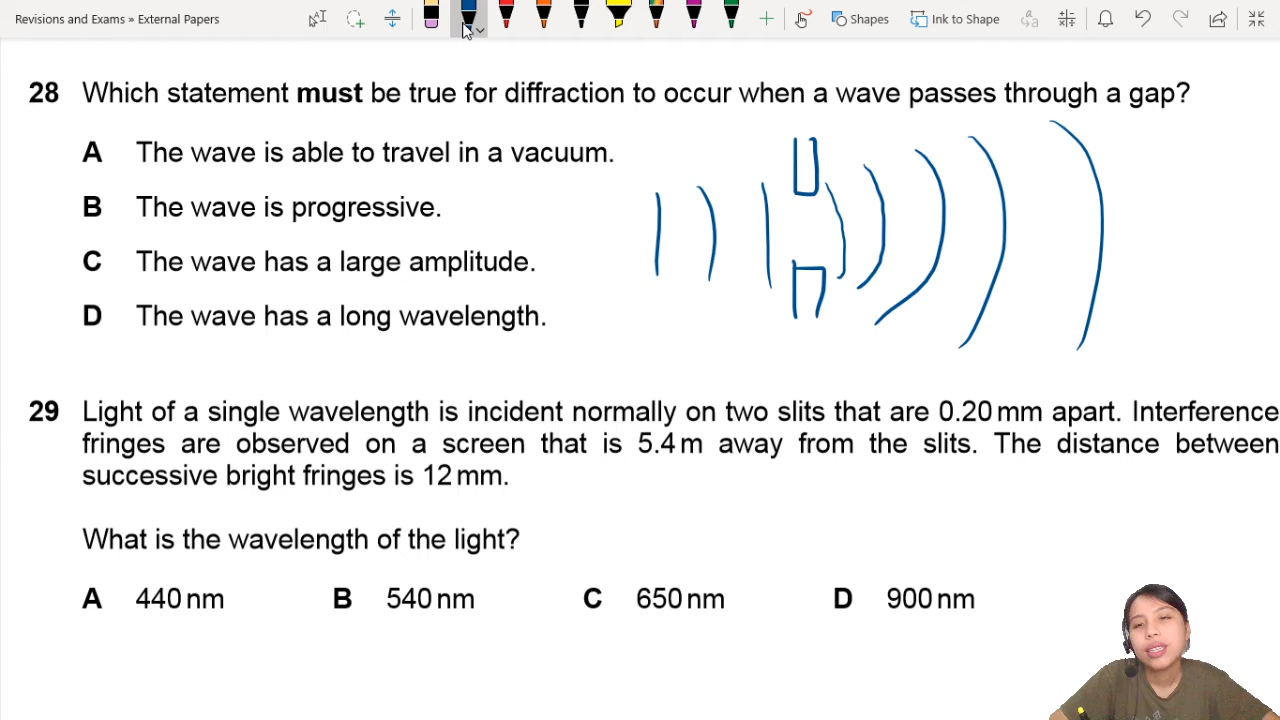 Revisions and Exams » External Papers
Shapes
Ink to Shape
28 Which statement must be true for diffraction to occur when a wave passes through a gap?
A The wave is able to travel in a vacuum.
B The wave is progressive.
C The wave has a large amplitude.
D The wave has a long wavelength.
29 Light of a single wavelength is incident normally on two slits that are 0.20 mm apart. Interference
fringes are observed on a screen that is 5.4 m away from the slits. The distance between
successive bright fringes is 12 mm.
What is the wavelength of the light?
A 440 nm B 540 nm C 650 nm D 900 nm